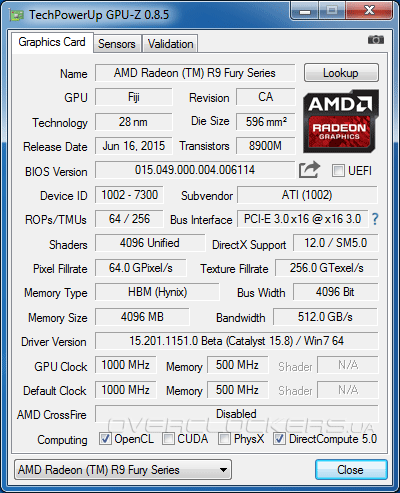 TechPowerUp GPU-Z 0.8.5
Graphics Card Sensors Validation
Name AMD Radeon (TM) R9 Fury Series Lookup
GPU Fiji Revision CA
Technology 28 nm Die Size 596 mm²
Release Date Jun 16, 2015 Transistors 8900M
AMD
RADEON
GRAPHICS
BIOS Version 015.049.000.004.006114 UEFI
Device ID 1002 - 7300 Subvendor ATI (1002)
ROPs/TMUs 64 / 256 Bus Interface PCI-E 3.0 x16 @ x16 3.0 ?
Shaders 4096 Unified DirectX Support 12.0 / SM5.0
Pixel Fillrate 64.0 GPixel/s Texture Fillrate 256.0 GTexel/s
Memory Type HBM (Hynix) Bus Width 4096 Bit
Memory Size 4096 MB Bandwidth 512.0 GB/s
Driver Version 15.201.1151.0 Beta (Catalyst 15.8) / Win7 64
GPU Clock 1000 MHz Memory 500 MHz Shader N/A
Default Clock 1000 MHz Memory 500 MHz Shader N/A
AMD CrossFire Disabled
OVERCLOCKERS.UA
Computing OpenCL CUDA PhysX DirectCompute 5.0
AMD Radeon (TM) R9 Fury Series Close